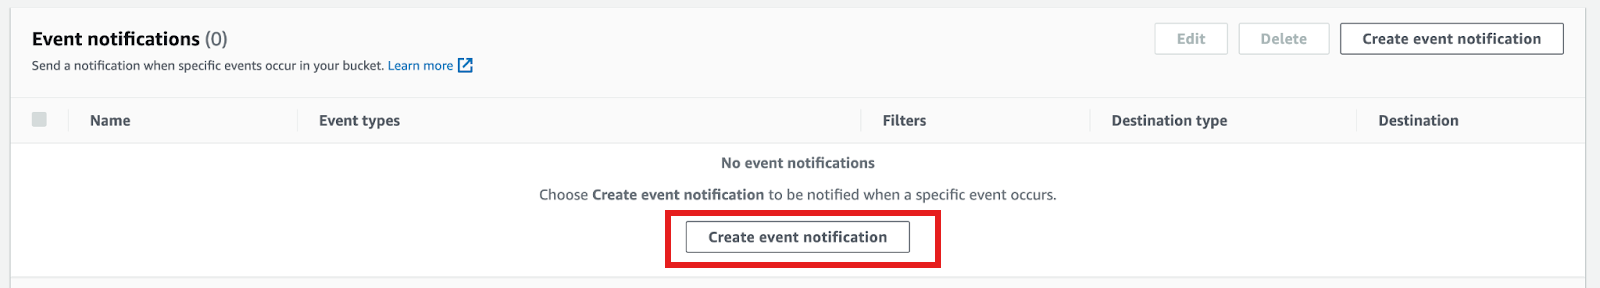 Event notifications (0)
Edit
Delete
Create event notification
Send a notification when specific events occur in your bucket. Learn more
Name
Event types
Filters
Destination type
Destination
No event notifications
Choose Create event notification to be notified when a specific event occurs.
Create event notification